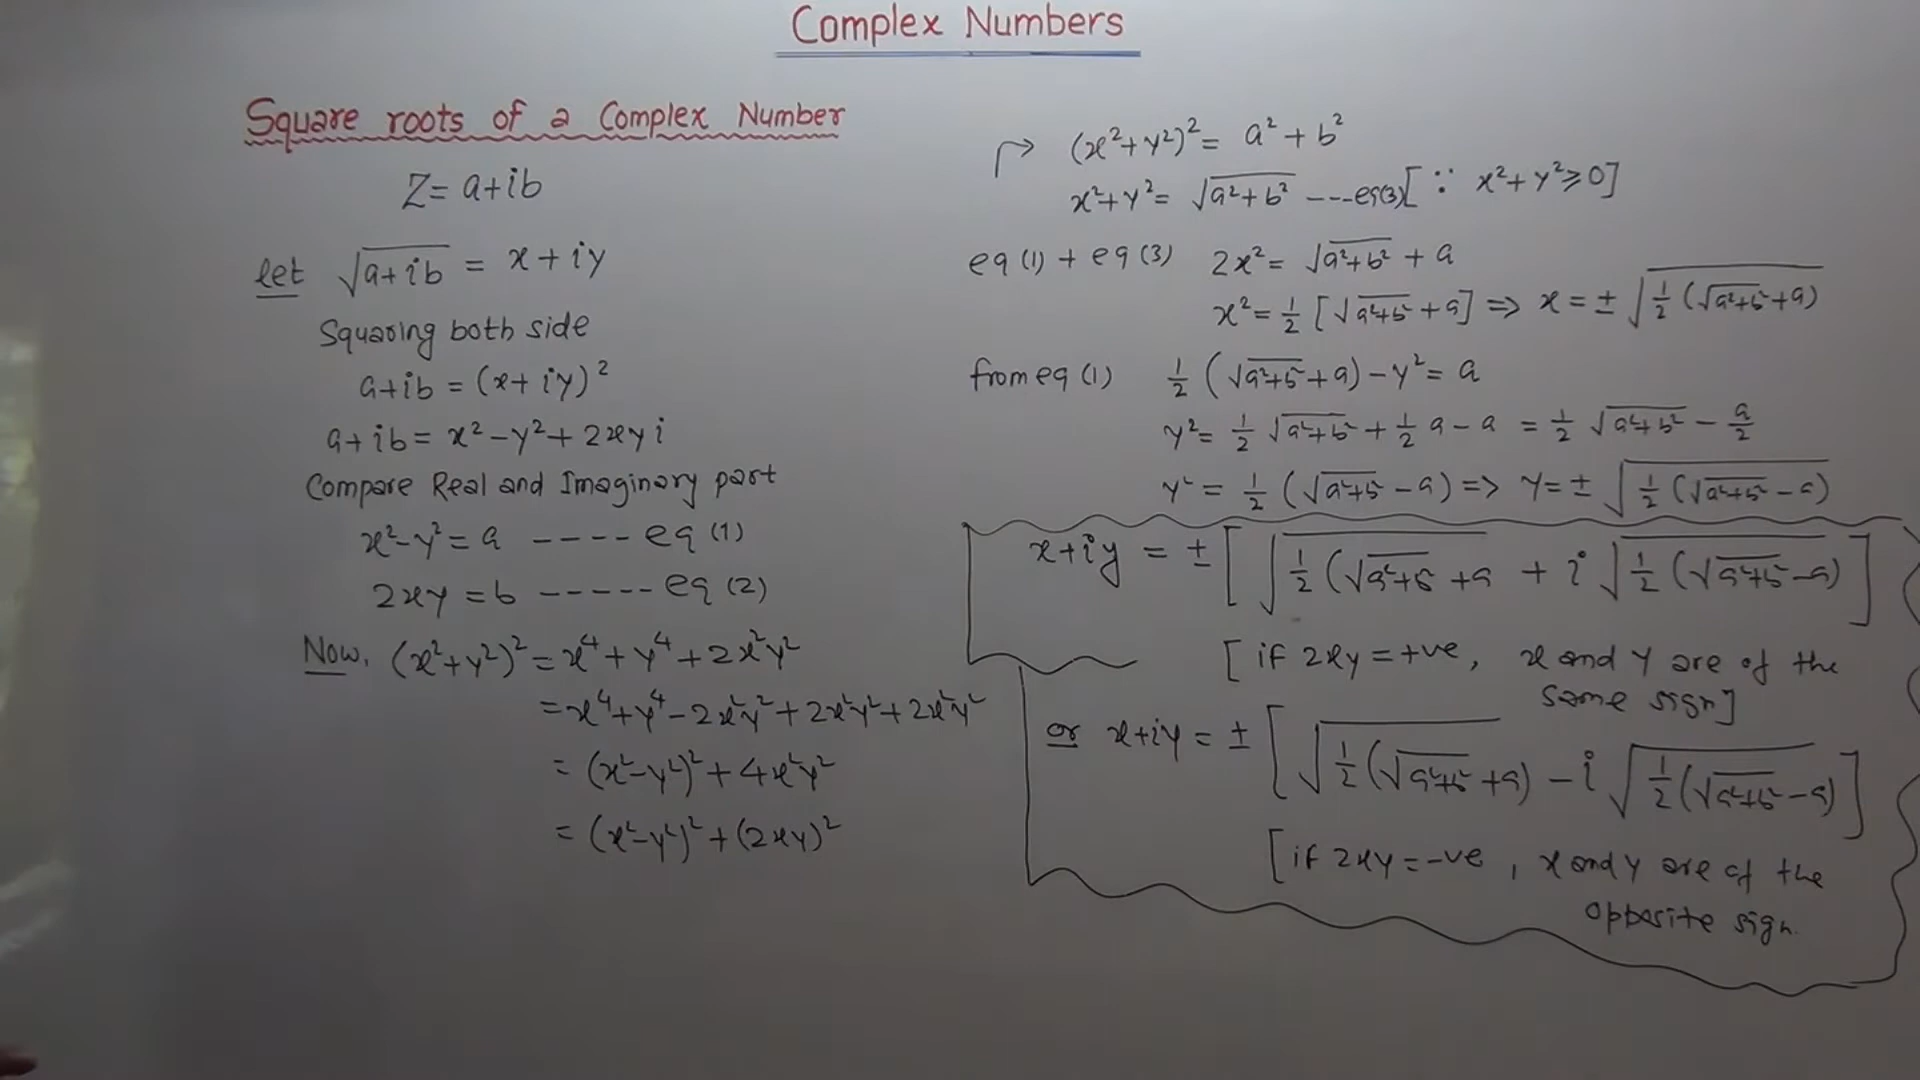 Complex Numbers
Square roots of a Complex Number
Z = a+ib
let √(a+ib) = x+iy
Squaring both side
a+ib = (x+iy)²
a+ib = x²-y²+2xyi
Compare Real and Imaginary part
x²-y² = a ---- eq (1)
2xy = b ----- eq (2)
Now, (x²+y²)² = x⁴+y⁴+2x²y²
= x⁴+y⁴-2x²y²+2x²y²+2x²y²
= (x²-y²)²+4x²y²
= (x²-y²)²+(2xy)²
(x²+y²)² = a²+b²
x²+y² = √(a²+b²) ---eq(3) [∵ x²+y²≥0]
eq (1) + eq (3) 2x² = √(a²+b²) + a
x² = 1/2 [√(a²+b²) + a] => x = ± √(1/2 (√(a²+b²)+a))
from eq (1) 1/2 (√(a²+b²)+a) - y² = a
y² = 1/2 √(a²+b²) + 1/2 a - a = 1/2 √(a²+b²) - a/2
y² = 1/2 (√(a²+b²) - a) => y = ± √(1/2 (√(a²+b²) - a))
x+iy = ± [√(1/2 (√(a²+b²) + a + i √(1/2 (√(a²+b²) - a))]
[if 2xy = +ve, x and y are of the
same sign]
or x+iy = ± [√(1/2 (√(a²+b²) + a) - i √(1/2 (√(a²+b²) - a))]
[if 2xy = -ve, x and y are of the
opposite sign.